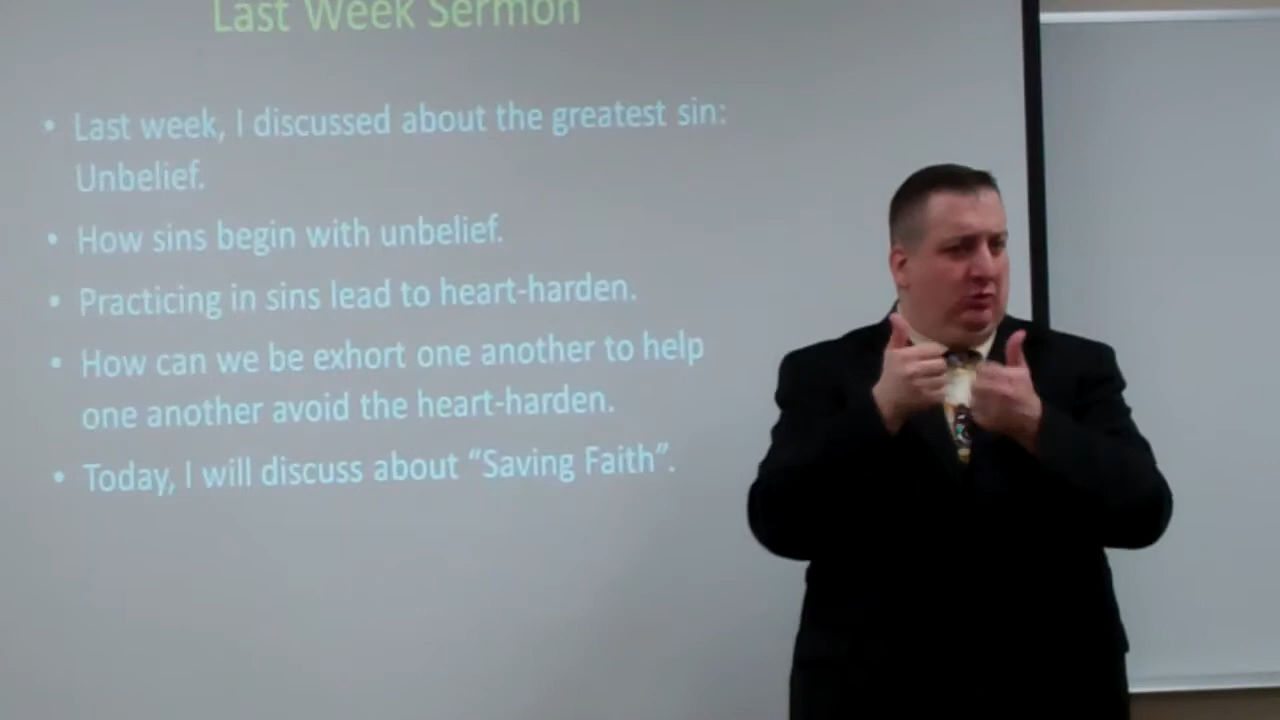 Last Week Sermon
• Last week, I discussed about the greatest sin:
Unbelief.
• How sins begin with unbelief.
• Practicing in sins lead to heart-harden.
• How can we be exhort one another to help
one another avoid the heart-harden.
• Today, I will discuss about “Saving Faith”.